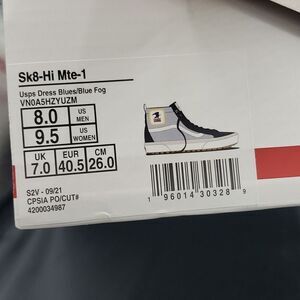 Sk8-Hi Mte-1
Usps Dress Blues/Blue Fog
VN0A5HZYUZM
8.0 US MEN
9.5 US WOMEN
UK EUR CM
7.0 40.5 26.0
S2V - 09/21
CPSIA PO/CUT#
4200034987
1 96014 30328 9